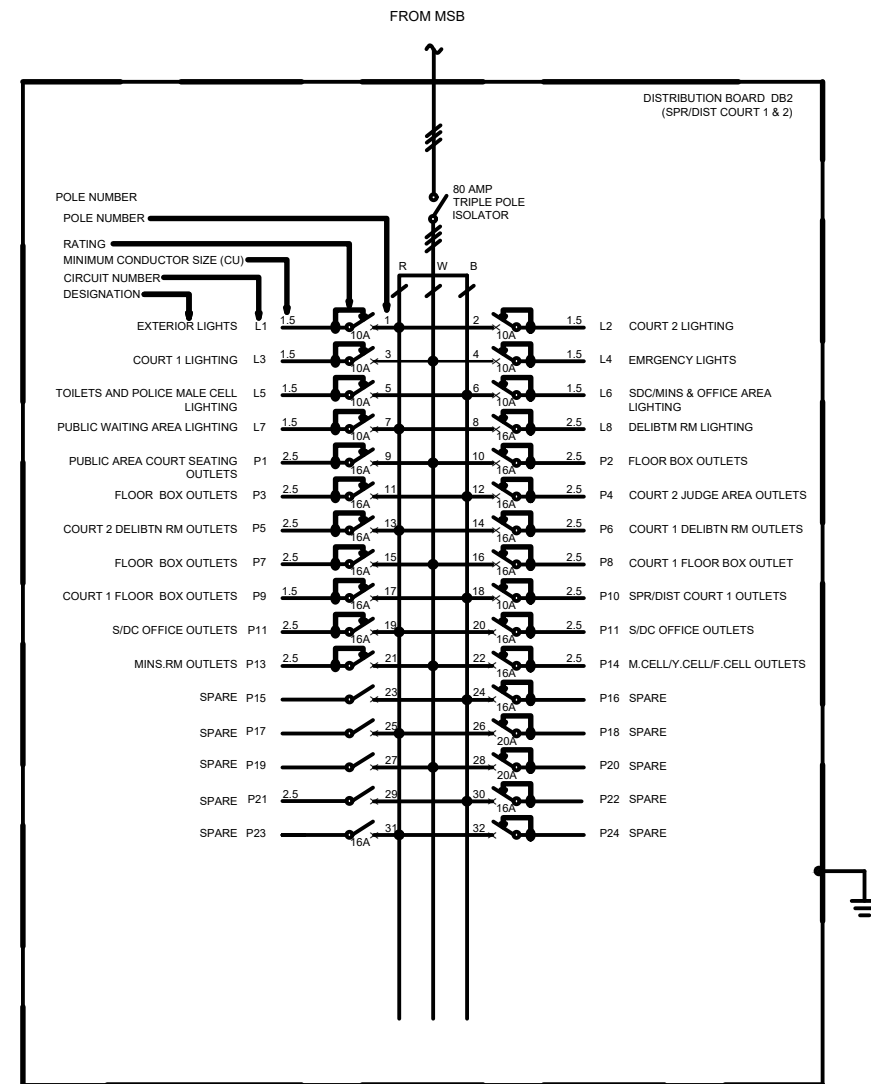 FROM MSB
DISTRIBUTION BOARD DB2
(SPR/DIST COURT 1 & 2)
80 AMP
TRIPLE POLE
ISOLATOR
POLE NUMBER
POLE NUMBER
RATING
MINIMUM CONDUCTOR SIZE (CU)
CIRCUIT NUMBER
DESIGNATION
R W B
EXTERIOR LIGHTS L1 1.5 10A 1 2 10A 1.5 L2 COURT 2 LIGHTING
COURT 1 LIGHTING L3 1.5 10A 3 4 10A 1.5 L4 EMRGENCY LIGHTS
TOILETS AND POLICE MALE CELL L5 1.5 10A 5 6 10A 1.5 L6 SDC/MINS & OFFICE AREA
LIGHTING LIGHTING
PUBLIC WAITING AREA LIGHTING L7 1.5 10A 7 8 16A 2.5 L8 DELIBTM RM LIGHTING
PUBLIC AREA COURT SEATING P1 2.5 16A 9 10 16A 2.5 P2 FLOOR BOX OUTLETS
OUTLETS
FLOOR BOX OUTLETS P3 2.5 16A 11 12 16A 2.5 P4 COURT 2 JUDGE AREA OUTLETS
COURT 2 DELIBTN RM OUTLETS P5 2.5 16A 13 14 16A 2.5 P6 COURT 1 DELIBTN RM OUTLETS
FLOOR BOX OUTLETS P7 2.5 16A 15 16 16A 2.5 P8 COURT 1 FLOOR BOX OUTLET
COURT 1 FLOOR BOX OUTLETS P9 1.5 16A 17 18 10A 2.5 P10 SPR/DIST COURT 1 OUTLETS
S/DC OFFICE OUTLETS P11 2.5 16A 19 20 16A 2.5 P11 S/DC OFFICE OUTLETS
MINS.RM OUTLETS P13 2.5 16A 21 22 16A 2.5 P14 M.CELL/Y.CELL/F.CELL OUTLETS
SPARE P15 23 24 16A P16 SPARE
SPARE P17 25 26 20A P18 SPARE
SPARE P19 27 28 20A P20 SPARE
SPARE P21 2.5 29 30 16A P22 SPARE
SPARE P23 16A 31 32 P24 SPARE